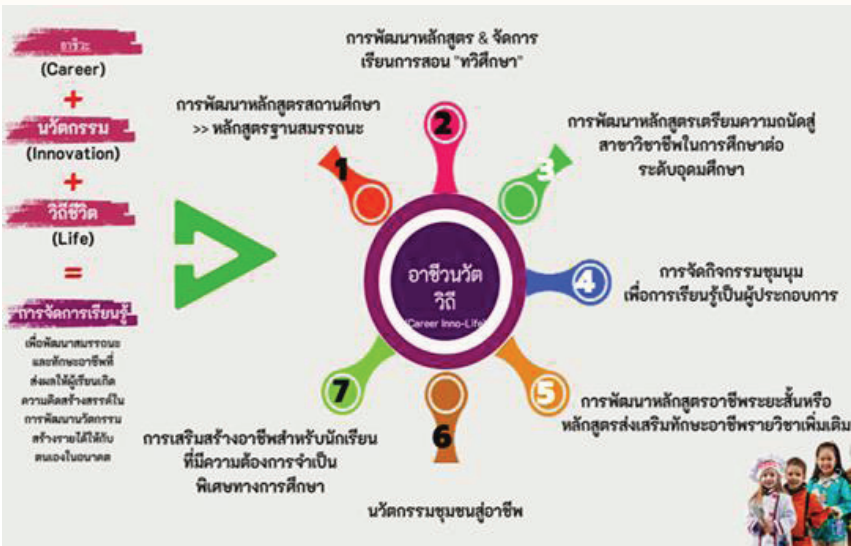 อาชีวะ
(Career)
+
นวัตกรรม
(Innovation)
+
วิถีชีวิต
(Life)
=
การจัดการเรียนรู้
เพื่อพัฒนาสมรรถนะ
และทักษะอาชีพที่
ส่งผลให้ผู้เรียนเกิด
ความคิดสร้างสรรค์ใน
การพัฒนานวัตกรรม
สร้างรายได้ให้กับ
ตนเองในอนาคต
อาชีวนวัต
วิถี
(Career Inno-Life)
1
การพัฒนาหลักสูตรสถานศึกษา
>> หลักสูตรฐานสมรรถนะ
2
การพัฒนาหลักสูตร & จัดการ
เรียนการสอน "ทวิศึกษา"
3
การพัฒนาหลักสูตรเตรียมความถนัดสู่
สาขาวิชาชีพในการศึกษาต่อ
ระดับอุดมศึกษา
4
การจัดกิจกรรมชุมนุม
เพื่อการเรียนรู้เป็นผู้ประกอบการ
5
การพัฒนาหลักสูตรอาชีพระยะสั้นหรือ
หลักสูตรส่งเสริมทักษะอาชีพรายวิชาเพิ่มเติม
6
นวัตกรรมชุมชนสู่อาชีพ
7
การเสริมสร้างอาชีพสำหรับนักเรียน
ที่มีความต้องการจำเป็น
พิเศษทางการศึกษา